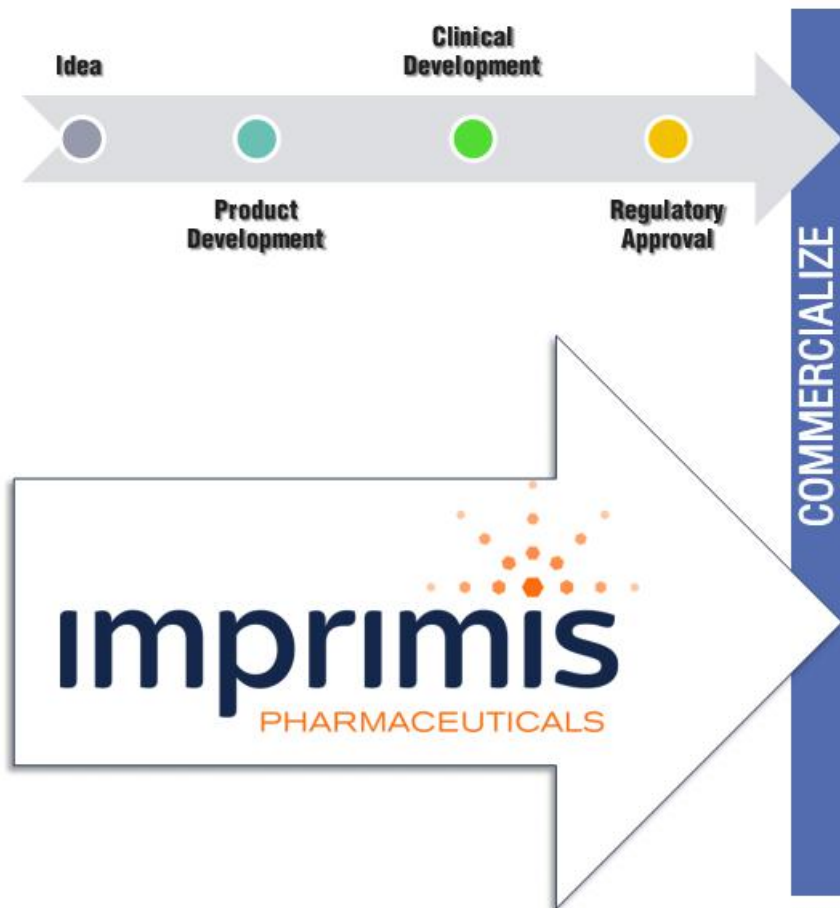 Idea
Clinical
Development
Product
Development
Regulatory
Approval
COMMERCIALIZE
imprimis
PHARMACEUTICALS